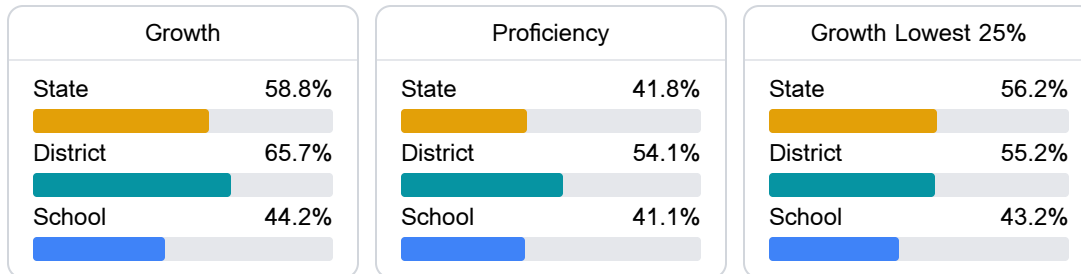 Growth
State 58.8%
District 65.7%
School 44.2%
Proficiency
State 41.8%
District 54.1%
School 41.1%
Growth Lowest 25%
State 56.2%
District 55.2%
School 43.2%